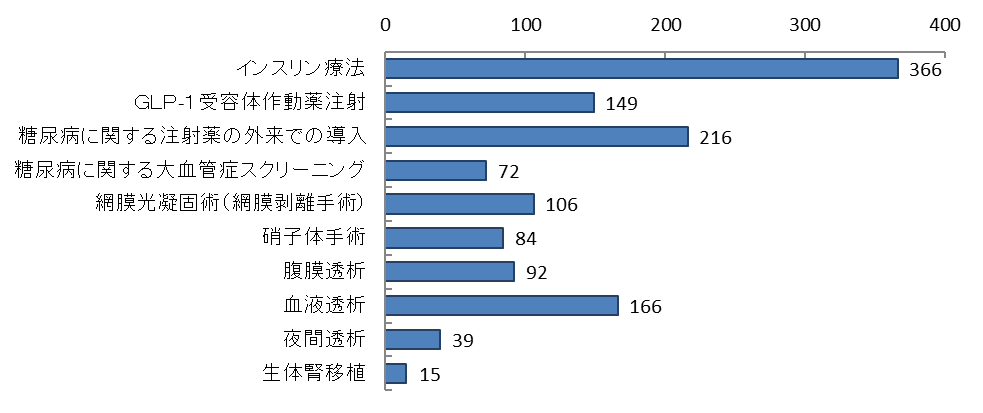 0 100 200 300 400
インスリン療法 366
GLP-1受容体作動薬注射 149
糖尿病に関する注射薬の外来での導入 216
糖尿病に関する大血管症スクリーニング 72
網膜光凝固術(網膜剥離手術) 106
硝子体手術 84
腹膜透析 92
血液透析 166
夜間透析 39
生体腎移植 15